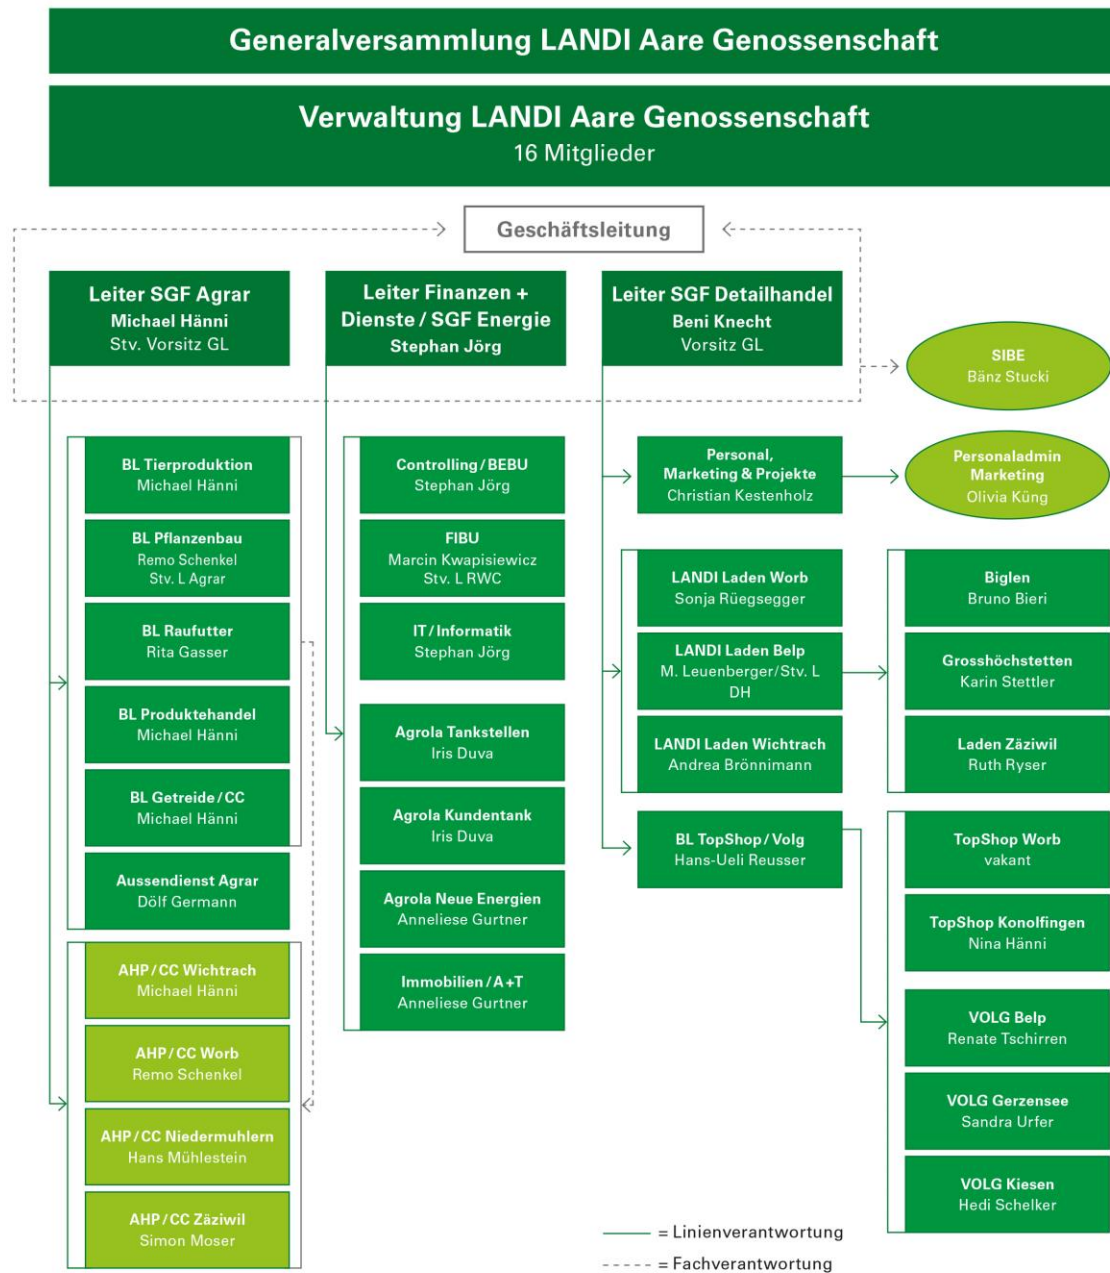 Generalversammlung LANDI Aare Genossenschaft
Verwaltung LANDI Aare Genossenschaft
16 Mitglieder
Geschäftsleitung
Leiter SGF Agrar
Michael Hänni
Stv. Vorsitz GL
Leiter Finanzen +
Dienste / SGF Energie
Stephan Jörg
Leiter SGF Detailhandel
Beni Knecht
Vorsitz GL
SIBE
Bänz Stucki
BL Tierproduktion
Michael Hänni
BL Pflanzenbau
Remo Schenkel
Stv. L Agrar
BL Raufutter
Rita Gasser
BL Produktehandel
Michael Hänni
BL Getreide / CC
Michael Hänni
Aussendienst Agrar
Dölf Germann
AHP / CC Wichtrach
Michael Hänni
AHP / CC Worb
Remo Schenkel
AHP / CC Niedermuhlern
Hans Mühlestein
AHP / CC Zäziwil
Simon Moser
Controlling / BEBU
Stephan Jörg
FIBU
Marcin Kwapisiewicz
Stv. L RWC
IT / Informatik
Stephan Jörg
Agrola Tankstellen
Iris Duva
Agrola Kundentank
Iris Duva
Agrola Neue Energien
Anneliese Gurtner
Immobilien / A+T
Anneliese Gurtner
Personal,
Marketing & Projekte
Christian Kestenholz
Personaladmin
Marketing
Olivia Küng
LANDI Laden Worb
Sonja Rüegsegger
LANDI Laden Belp
M. Leuenberger/Stv. L
DH
LANDI Laden Wichtrach
Andrea Brönnimann
BL TopShop / Volg
Hans-Ueli Reusser
Biglen
Bruno Bieri
Grosshöchstetten
Karin Stettler
Laden Zäziwil
Ruth Ryser
TopShop Worb
vakant
TopShop Konolfingen
Nina Hänni
VOLG Belp
Renate Tschirren
VOLG Gerzensee
Sandra Urfer
VOLG Kiesen
Hedi Schelker
= Linienverantwortung
= Fachverantwortung